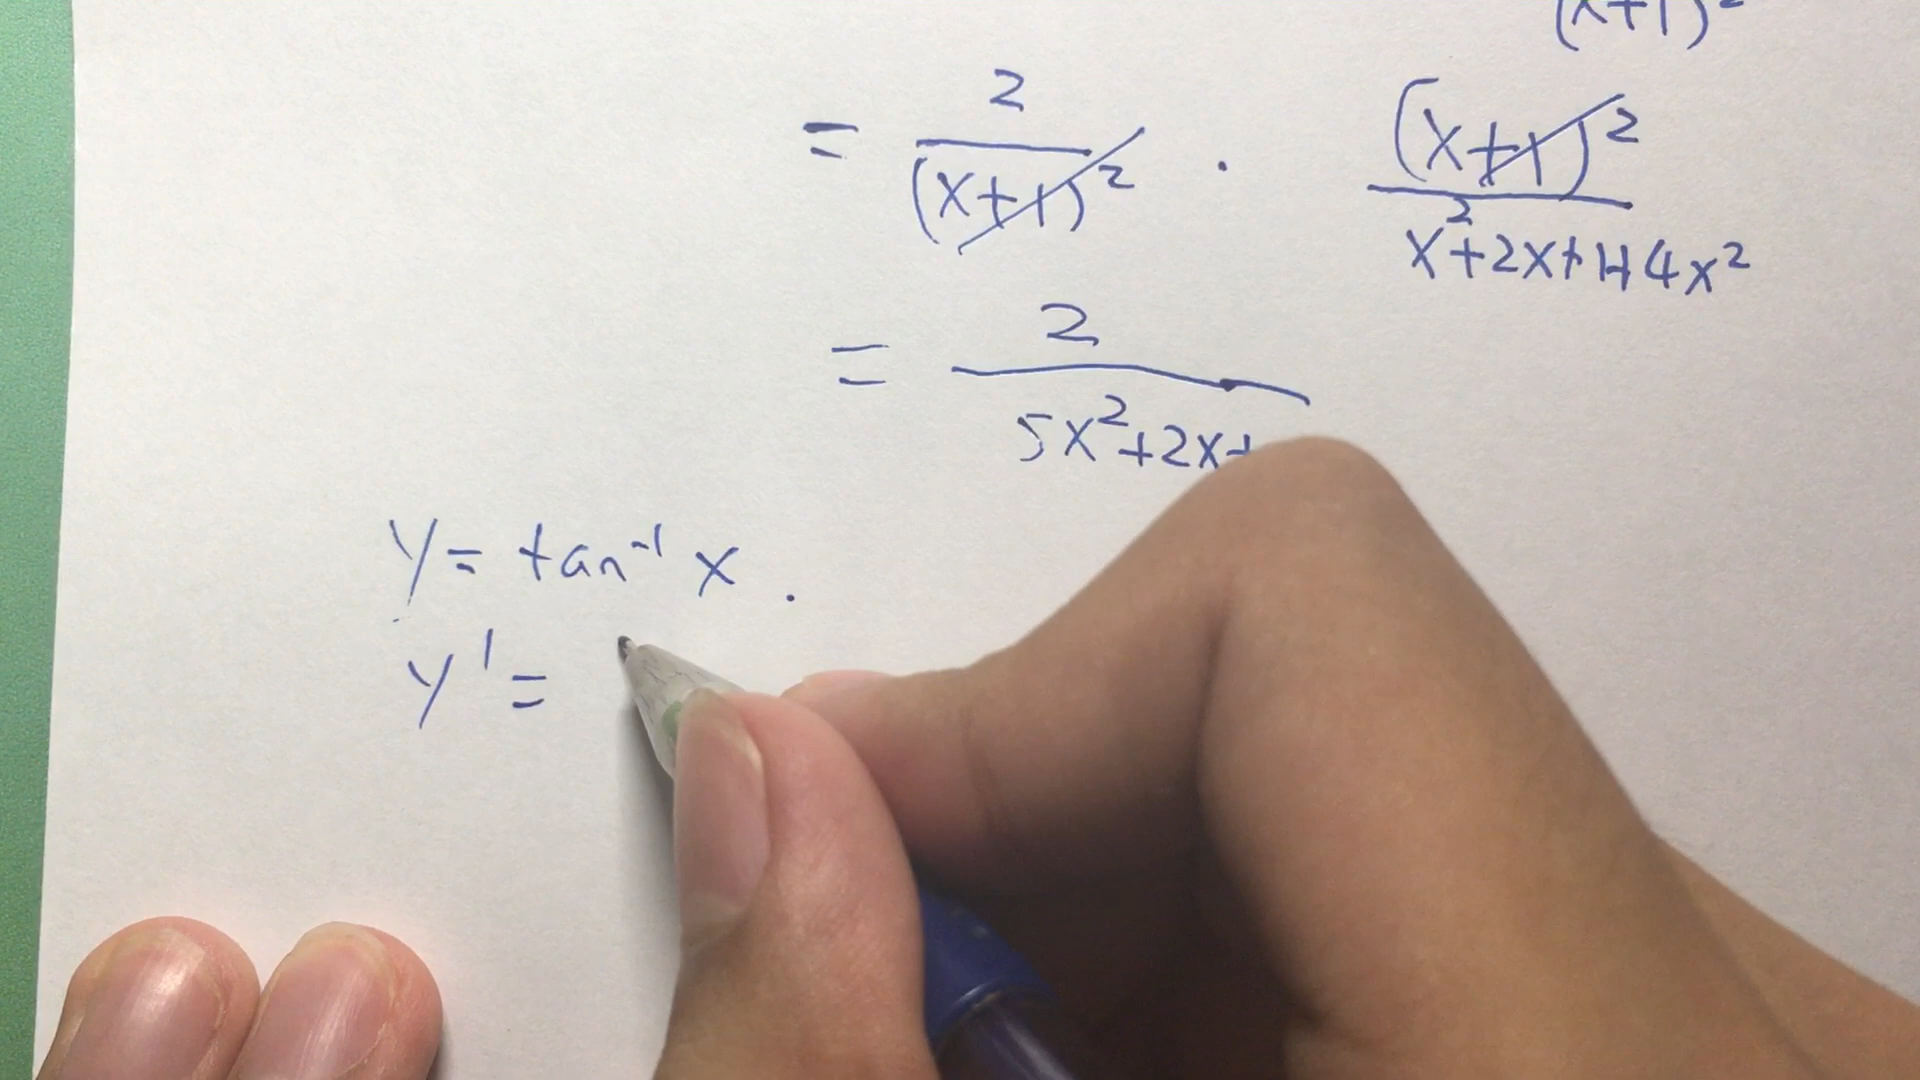 (x+1)²
= 2/(x+1)² · (x+1)²/x²+2x+1+4x²
= 2/5x²+2x+
y = tan⁻¹ x .
y' =